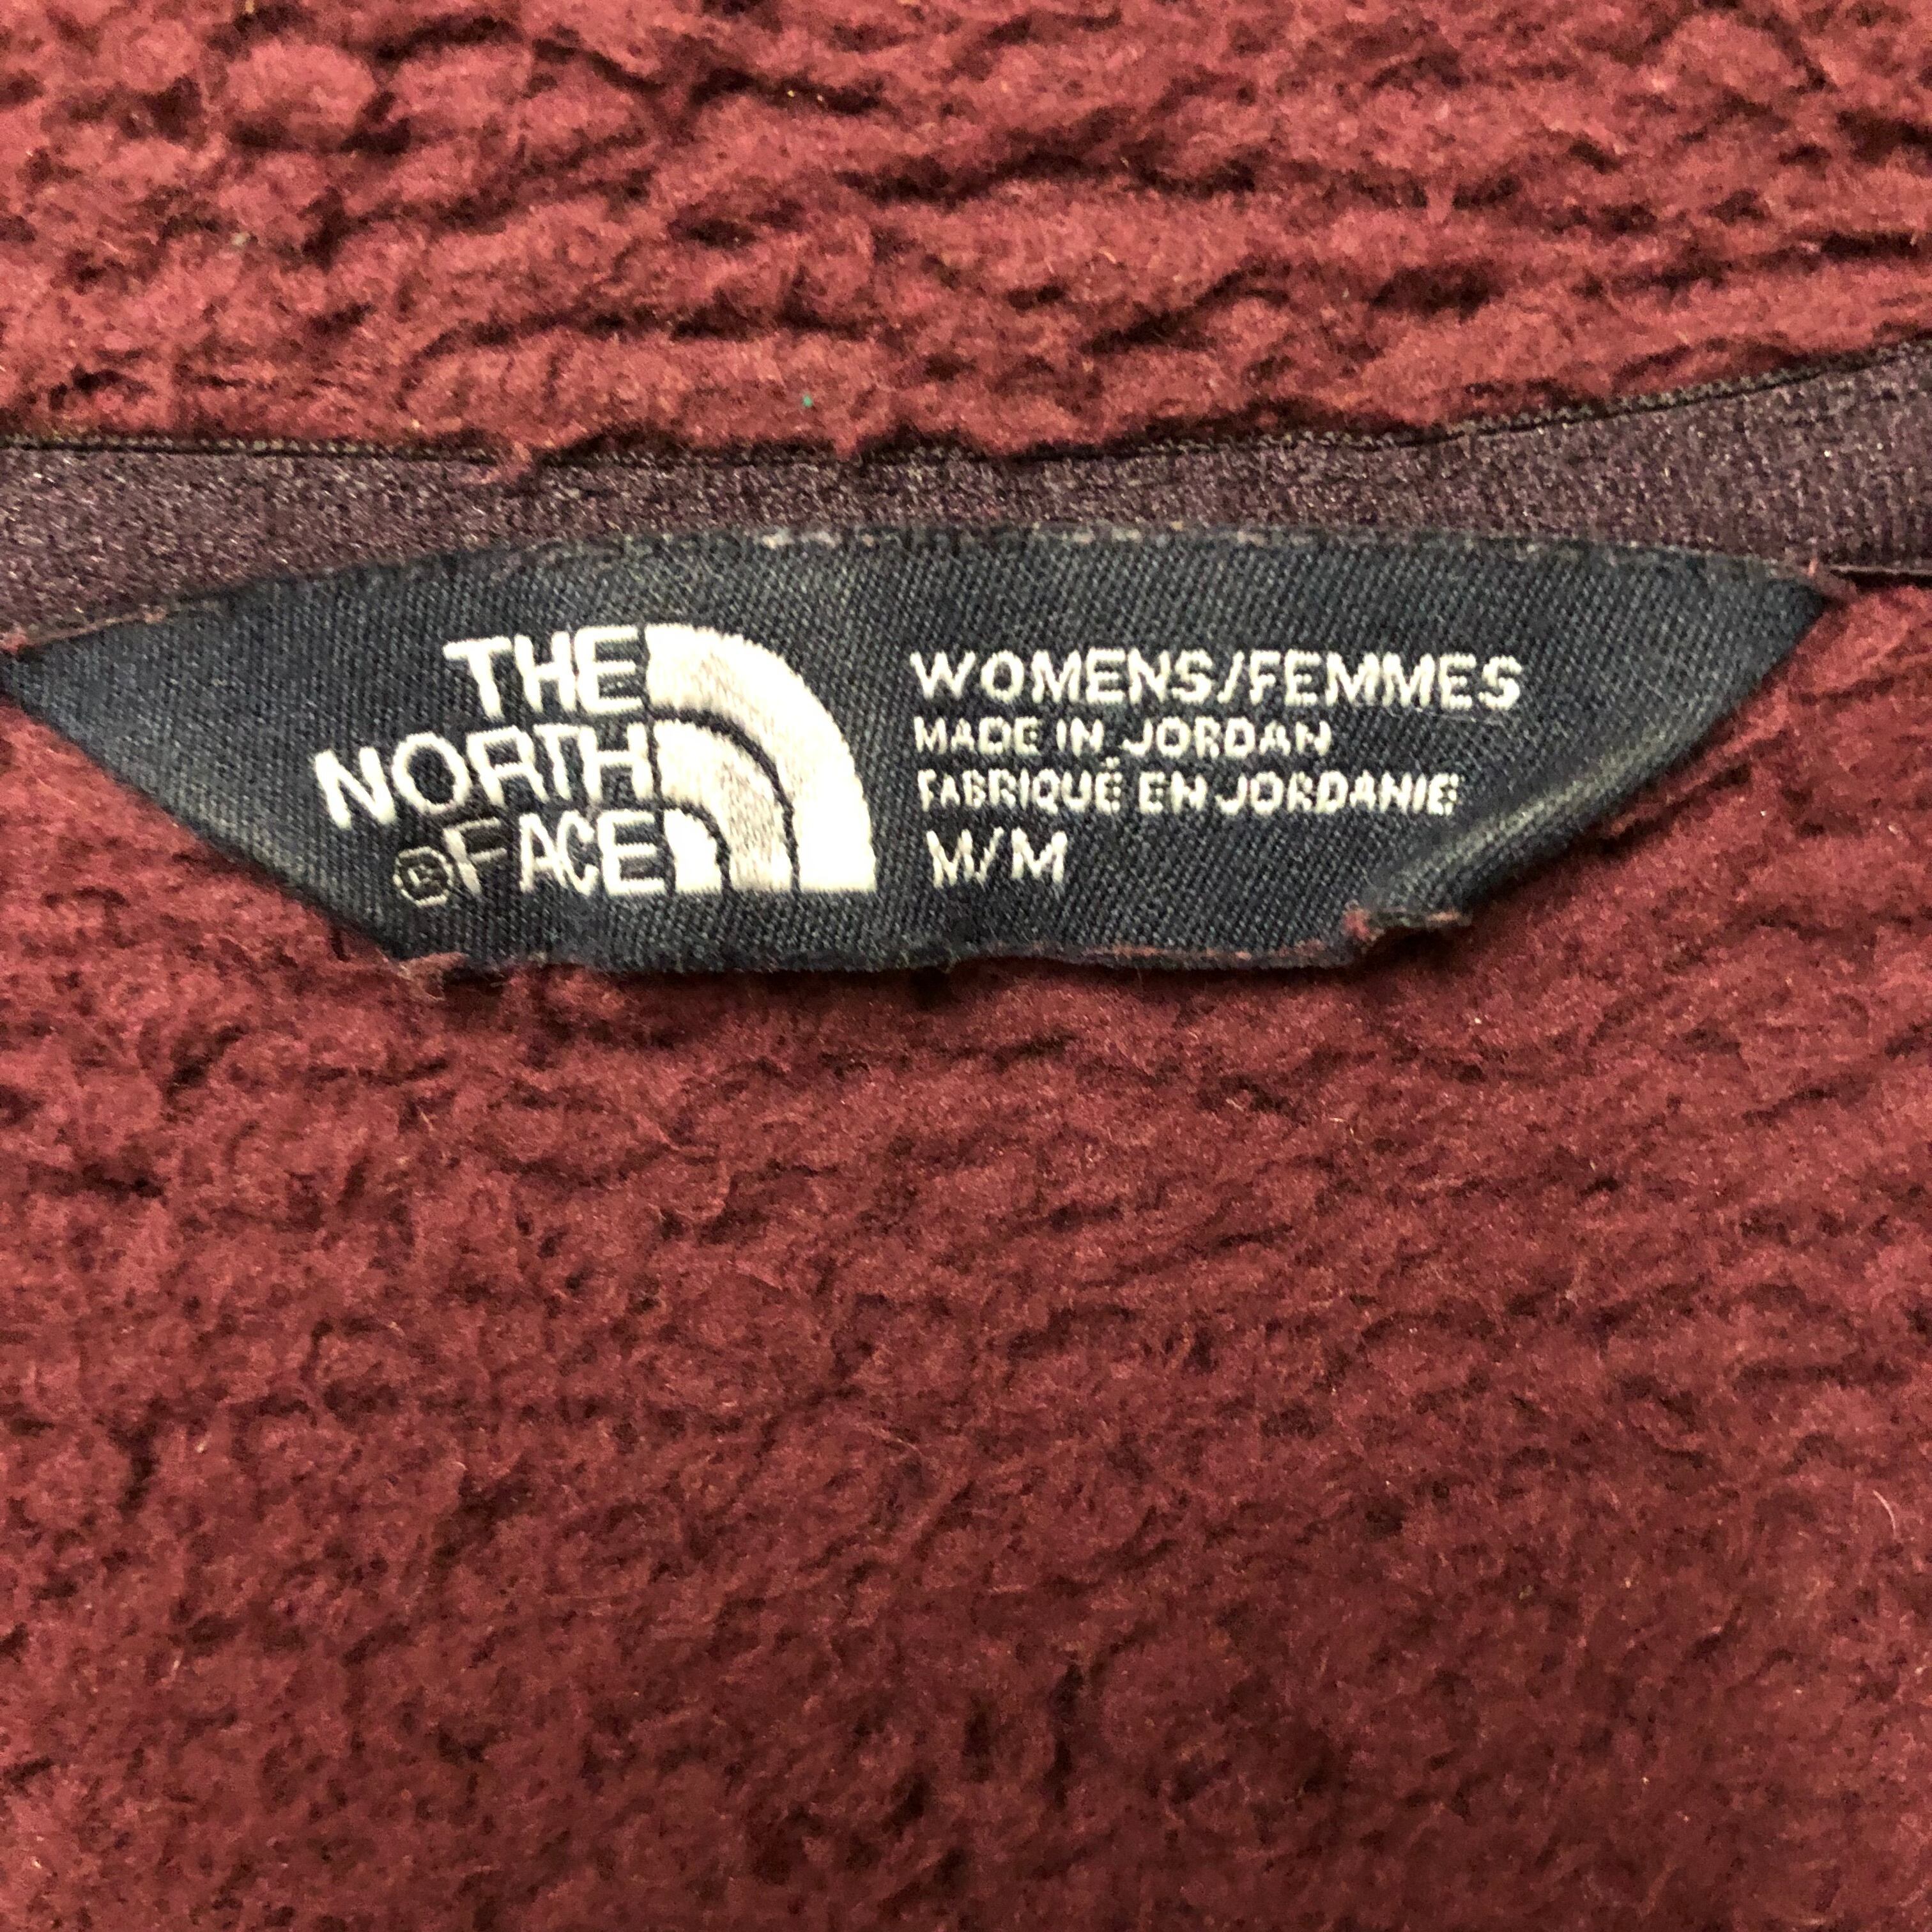 THE
NORTH
®FACE
WOMENS/FEMMES
MADE IN JORDAN
FABRIQUÉ EN JORDANIE
M/M